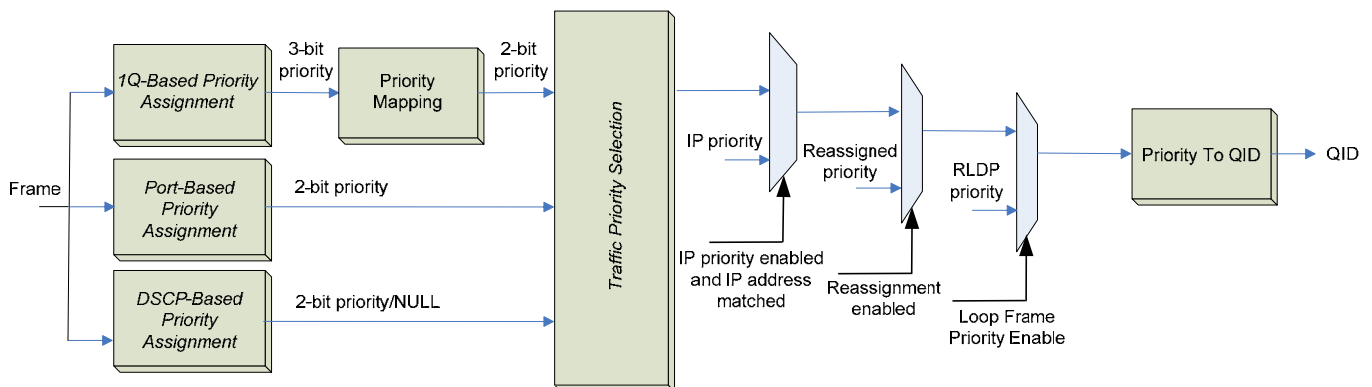 Frame
1Q-Based Priority
Assignment
3-bit
priority
Priority
Mapping
2-bit
priority
Port-Based
Priority
Assignment
2-bit priority
DSCP-Based
Priority
Assignment
2-bit priority/NULL
Traffic Priority Selection
IP priority
IP priority enabled
and IP address
matched
Reassigned
priority
Reassignment
enabled
RLDP
priority
Loop Frame
Priority Enable
Priority To QID
QID